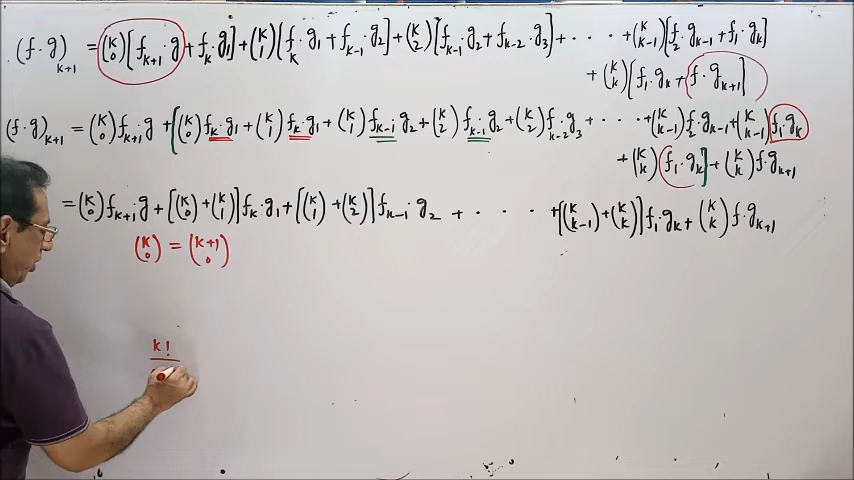 (f·g)_{k+1} = (k 0)[f_{k+1}·g + f_k·g_1] + (k 1)[f_k·g_1 + f_{k-1}·g_2] + (k 2)[f_{k-1}·g_2 + f_{k-2}·g_3] + · · · · + (k k-1)[f_2·g_{k-1} + f_1·g_k]
+ (k k)[f_1·g_k + f·g_{k+1}]
(f·g)_{k+1} = (k 0)f_{k+1}·g + [(k 0)f_k·g_1 + (k 1)f_k·g_1 + (k 1)f_{k-1}·g_2 + (k 2)f_{k-1}·g_2 + (k 2)f_{k-2}·g_3 + · · · · + (k k-1)f_2·g_{k-1} + (k k-1)f_1·g_k
+ (k k)f_1·g_k] + (k k)f·g_{k+1}
= (k 0)f_{k+1}·g + [(k 0)+(k 1)]f_k·g_1 + [(k 1)+(k 2)]f_{k-1}·g_2 + · · · + [(k k-1)+(k k)]f_1·g_k + (k k)f·g_{k+1}
(k 0) = (k+1 0)
k!